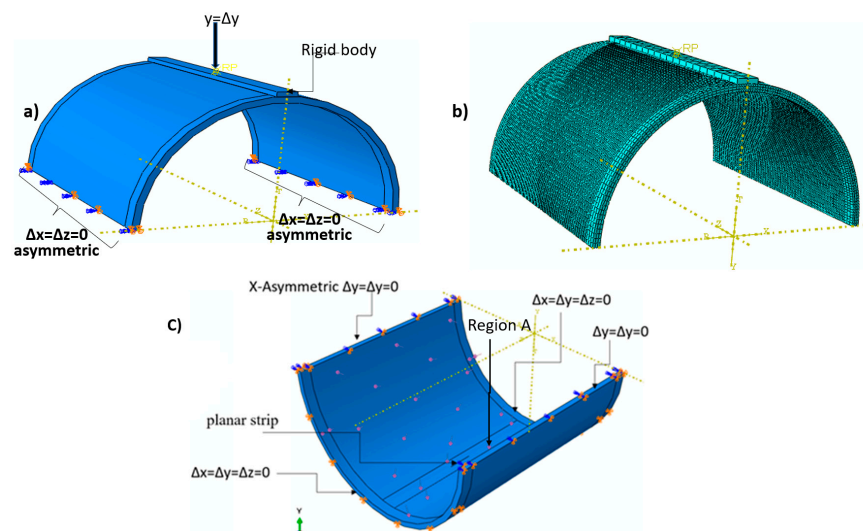 y=Δy
RP
Rigid body
a)
Δx=Δz=0
asymmetric
Δx=Δz=0
asymmetric
b)
RP
X-Asymmetric Δy=Δy=0
Δx=Δy=Δz=0
C)
Region A
Δy=Δy=0
planar strip
Δx=Δy=Δz=0
Y